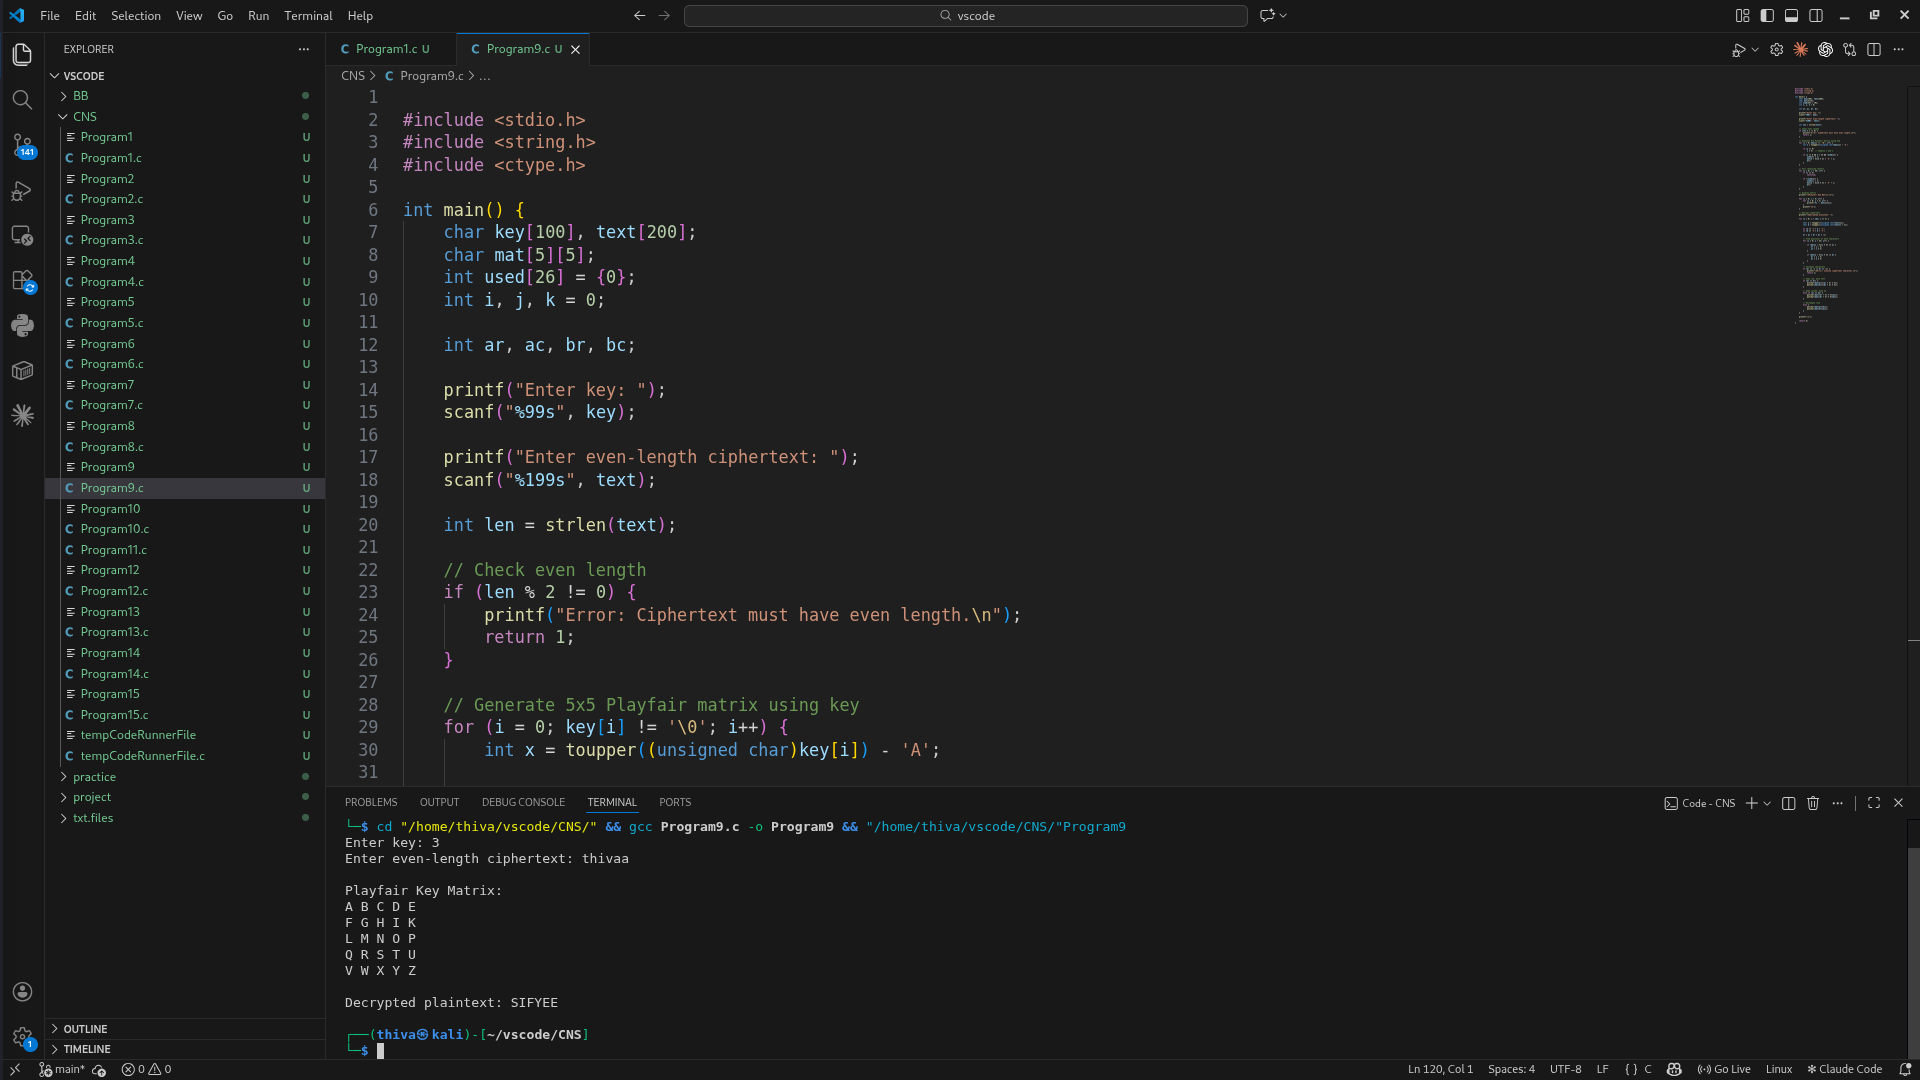 File Edit Selection View Go Run Terminal Help
vscode
EXPLORER
VSCODE
BB
CNS
Program1 U
Program1.c U
Program2 U
Program2.c U
Program3 U
Program3.c U
Program4 U
Program4.c U
Program5 U
Program5.c U
Program6 U
Program6.c U
Program7 U
Program7.c U
Program8 U
Program8.c U
Program9 U
Program9.c U
Program10 U
Program10.c U
Program11.c U
Program12 U
Program12.c U
Program13 U
Program13.c U
Program14 U
Program14.c U
Program15 U
Program15.c U
tempCodeRunnerFile U
tempCodeRunnerFile.c U
practice
project
txt.files
OUTLINE
TIMELINE
141
1
C Program1.c U
C Program9.c U
CNS > C Program9.c > ...
1
2 #include <stdio.h>
3 #include <string.h>
4 #include <ctype.h>
5
6 int main() {
7 char key[100], text[200];
8 char mat[5][5];
9 int used[26] = {0};
10 int i, j, k = 0;
11
12 int ar, ac, br, bc;
13
14 printf("Enter key: ");
15 scanf("%99s", key);
16
17 printf("Enter even-length ciphertext: ");
18 scanf("%199s", text);
19
20 int len = strlen(text);
21
22 // Check even length
23 if (len % 2 != 0) {
24 printf("Error: Ciphertext must have even length.\n");
25 return 1;
26 }
27
28 // Generate 5x5 Playfair matrix using key
29 for (i = 0; key[i] != '\0'; i++) {
30 int x = toupper((unsigned char)key[i]) - 'A';
31
PROBLEMS OUTPUT DEBUG CONSOLE TERMINAL PORTS
Code - CNS
└─$ cd "/home/thiva/vscode/CNS/" && gcc Program9.c -o Program9 && "/home/thiva/vscode/CNS/"Program9
Enter key: 3
Enter even-length ciphertext: thivaa
Playfair Key Matrix:
A B C D E
F G H I K
L M N O P
Q R S T U
V W X Y Z
Decrypted plaintext: SIFYEE
┌──(thiva㉿kali)-[~/vscode/CNS]
└─$
main* 0 0
Ln 120, Col 1 Spaces: 4 UTF-8 LF { } C Go Live Linux Claude Code